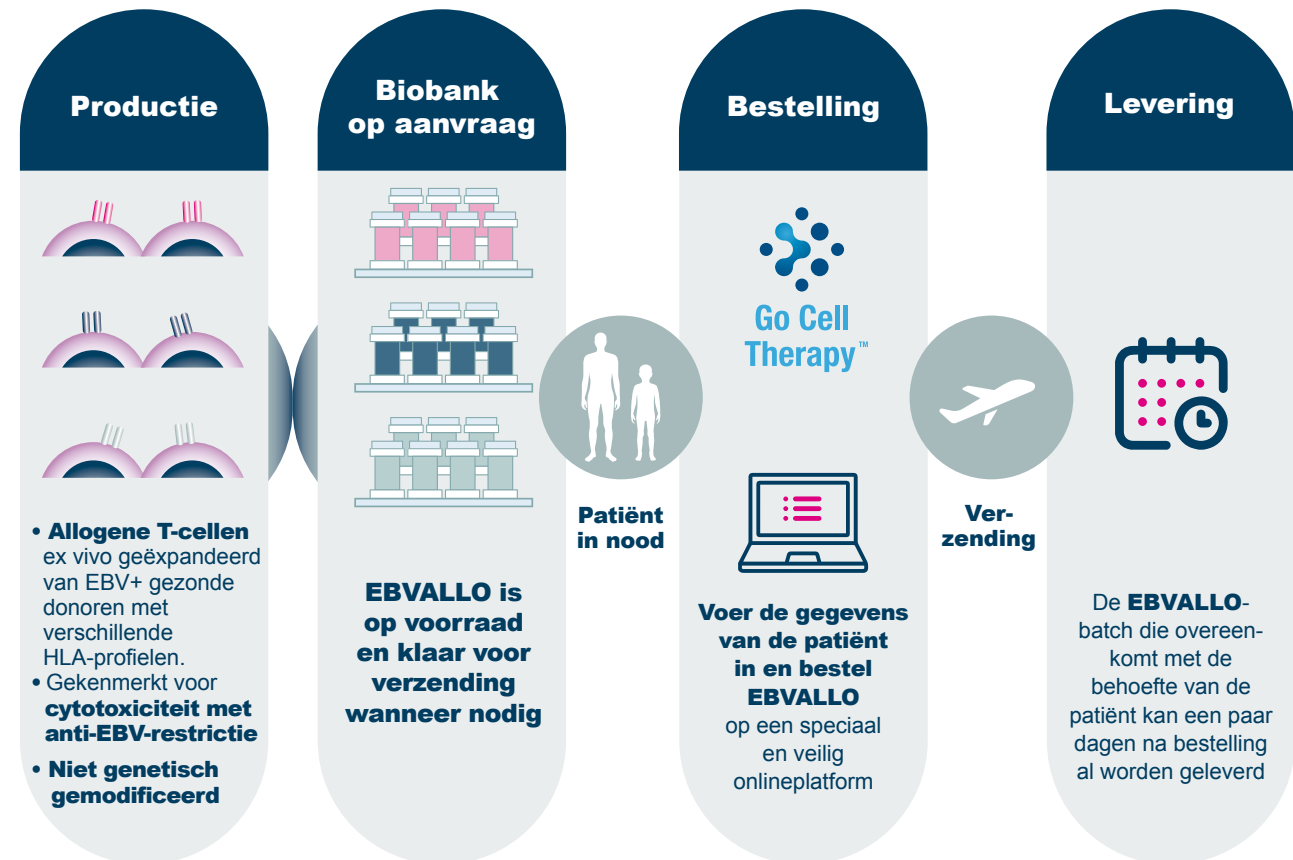 Productie
• Allogene T-cellen
ex vivo geëxpandeerd
van EBV+ gezonde
donoren met
verschillende
HLA-profielen.
• Gekenmerkt voor
cytotoxiciteit met
anti-EBV-restrictie
• Niet genetisch
gemodificeerd
Biobank
op aanvraag
EBVALLO is
op voorraad
en klaar voor
verzending
wanneer nodig
Patiënt
in nood
Bestelling
Go Cell
Therapy™
Voer de gegevens
van de patiënt
in en bestel
EBVALLO
op een speciaal
en veilig
onlineplatform
Ver-
zending
Levering
De EBVALLO-
batch die overeen-
komt met de
behoefte van de
patiënt kan een paar
dagen na bestelling
al worden geleverd